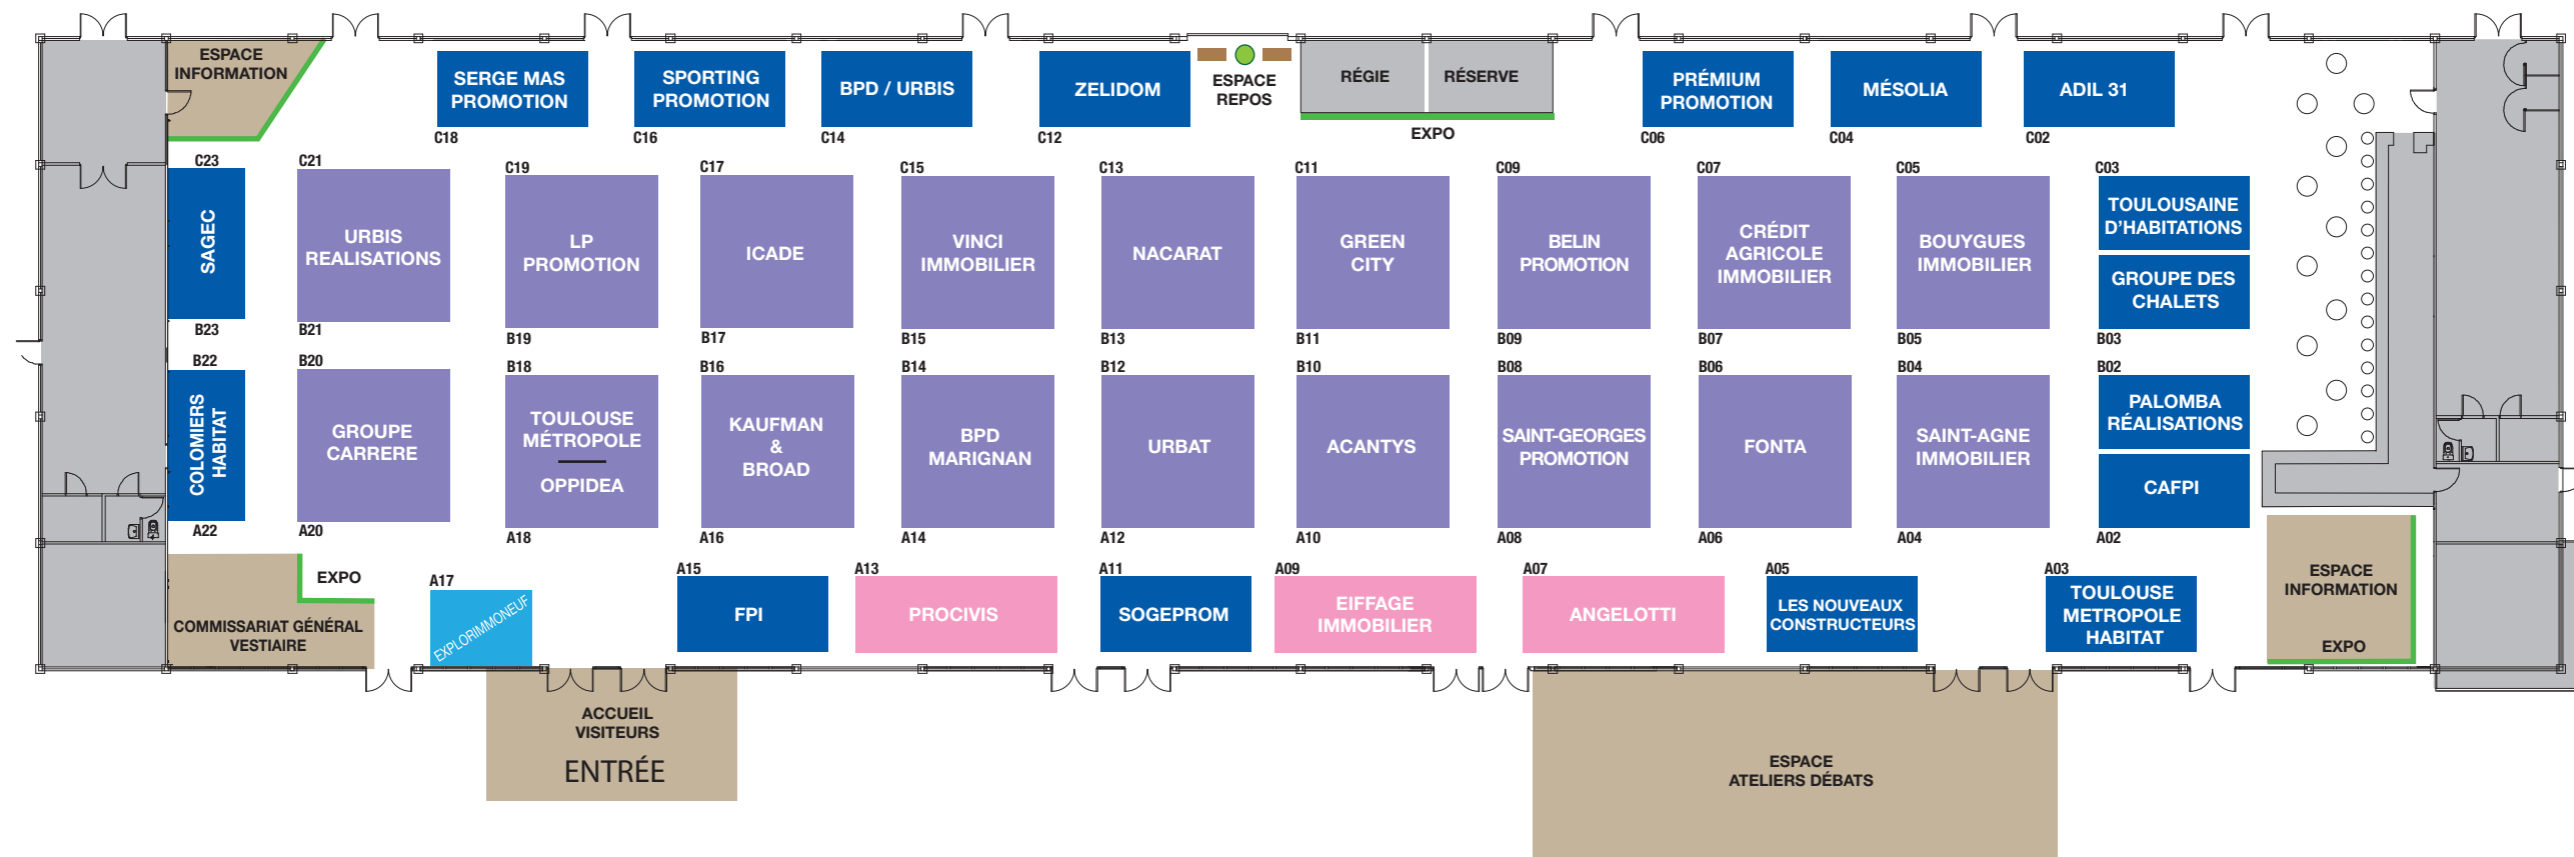 ESPACE
INFORMATION
SERGE MAS
PROMOTION
C18
SPORTING
PROMOTION
C16
BPD / URBIS
C14
ZELIDOM
C12
ESPACE
REPOS
RÉGIE
RÉSERVE
EXPO
PRÉMIUM
PROMOTION
C06
MÉSOLIA
C04
ADIL 31
C02
C23
SAGEC
B23
C21
URBIS
REALISATIONS
B21
C19
LP
PROMOTION
B19
C17
ICADE
B17
C15
VINCI
IMMOBILIER
B15
C13
NACARAT
B13
C11
GREEN
CITY
B11
C09
BELIN
PROMOTION
B09
C07
CRÉDIT
AGRICOLE
IMMOBILIER
B07
C05
BOUYGUES
IMMOBILIER
B05
C03
TOULOUSAINE
D'HABITATIONS
GROUPE DES
CHALETS
B03
B22
COLOMIERS
HABITAT
A22
B20
GROUPE
CARRERE
A20
B18
TOULOUSE
MÉTROPOLE
OPPIDEA
A18
B16
KAUFMAN
&
BROAD
A16
B14
BPD
MARIGNAN
A14
B12
URBAT
A12
B10
ACANTYS
A10
B08
SAINT-GEORGES
PROMOTION
A08
B06
FONTA
A06
B04
SAINT-AGNE
IMMOBILIER
A04
B02
PALOMBA
RÉALISATIONS
CAFPI
A02
EXPO
COMMISSARIAT GÉNÉRAL
VESTIAIRE
A17
EXPLORIMMONEUF
A15
FPI
A13
PROCIVIS
A11
SOGEPROM
A09
EIFFAGE
IMMOBILIER
A07
ANGELOTTI
A05
LES NOUVEAUX
CONSTRUCTEURS
A03
TOULOUSE
METROPOLE
HABITAT
ESPACE
INFORMATION
EXPO
ACCUEIL
VISITEURS
ENTRÉE
ESPACE
ATELIERS DÉBATS